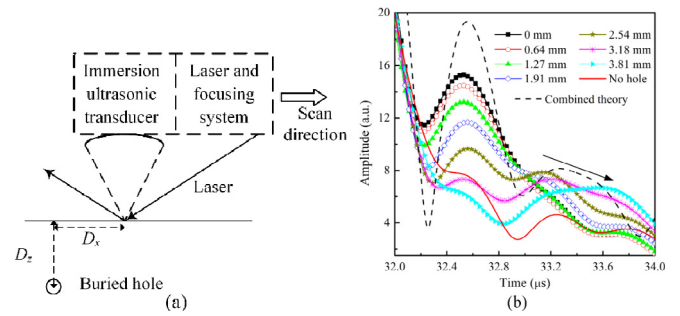 (a)
Immersion
ultrasonic
transducer
Laser and
focusing
system
Scan
direction
Laser
Dx
Dz
Buried hole
(a)
20
16
12
8
4
Amplitude (a.u.)
0 mm
0.64 mm
1.27 mm
1.91 mm
2.54 mm
3.18 mm
3.81 mm
No hole
Combined theory
32.0 32.4 32.8 33.2 33.6 34.0
Time (μs)
(b)